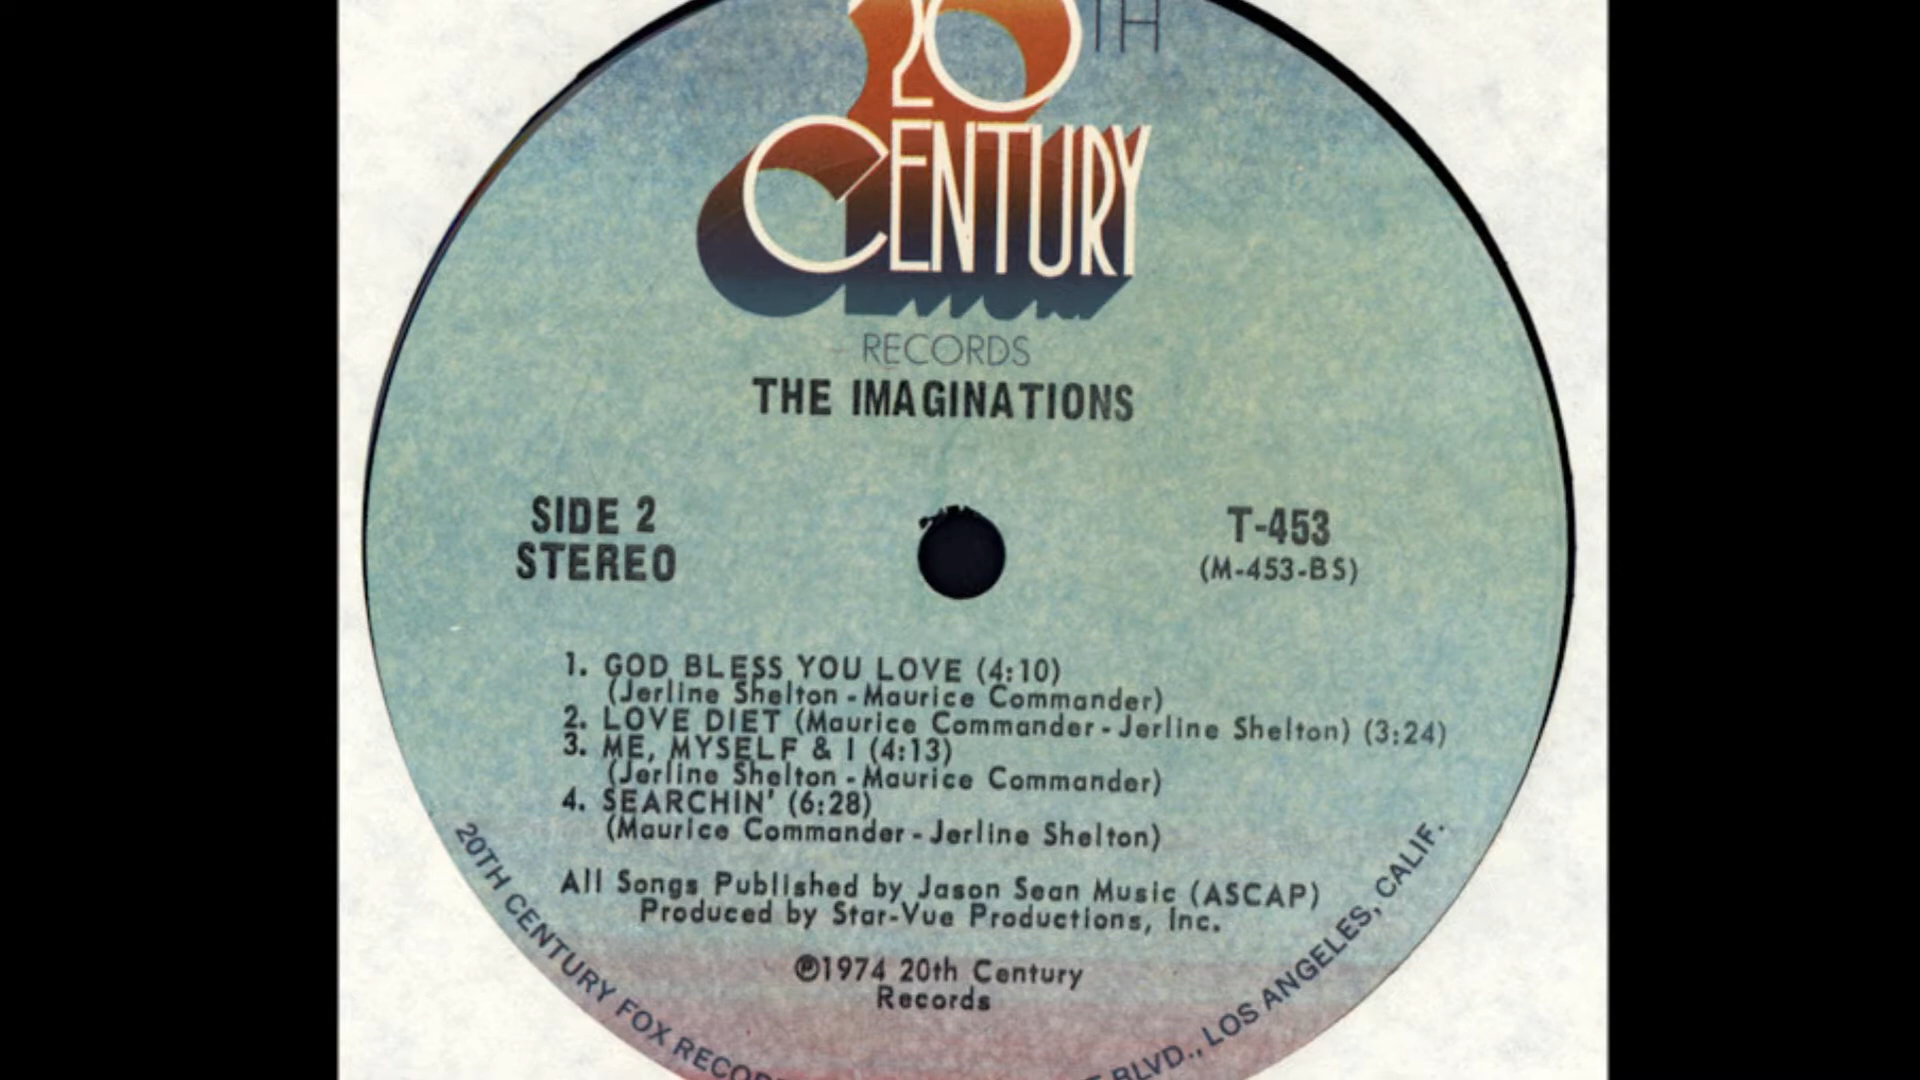 20TH
CENTURY
RECORDS
THE IMAGINATIONS
SIDE 2
STEREO
T-453
(M-453-BS)
1. GOD BLESS YOU LOVE (4:10)
(Jerline Shelton - Maurice Commander)
2. LOVE DIET (Maurice Commander - Jerline Shelton) (3:24)
3. ME, MYSELF & I (4:13)
(Jerline Shelton - Maurice Commander)
4. SEARCHIN' (6:28)
(Maurice Commander - Jerline Shelton)
All Songs Published by Jason Sean Music (ASCAP)
Produced by Star-Vue Productions, Inc.
℗1974 20th Century
Records
20TH CENTURY FOX BLVD., LOS ANGELES, CALIF.